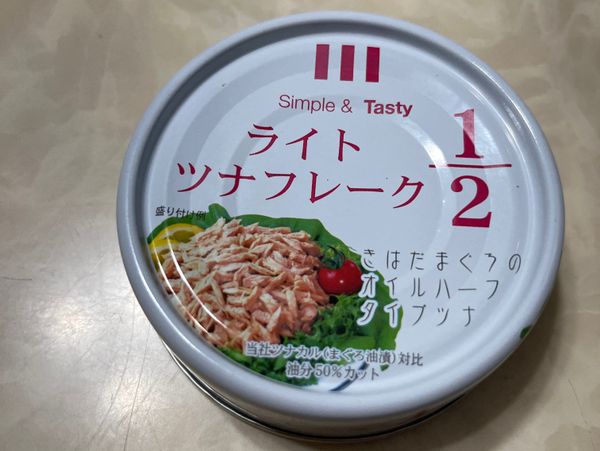 Simple & Tasty
ライト
ツナフレーク
1/2
盛り付け例
きはだまぐろの
オイルハーフ
タイプツナ
当社ツナカル(まぐろ油漬)対比
油分50%カット